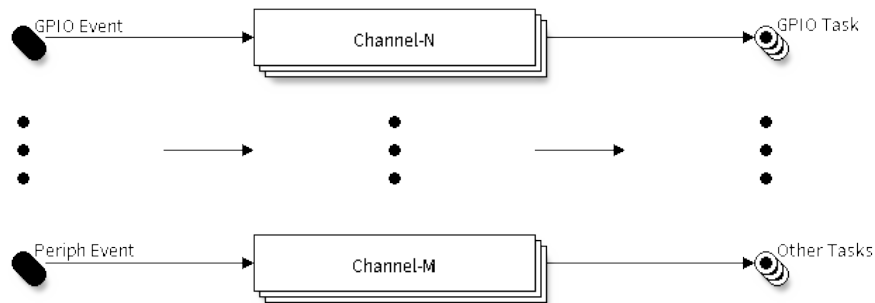 GPIO Event
Channel-N
GPIO Task
Periph Event
Channel-M
Other Tasks